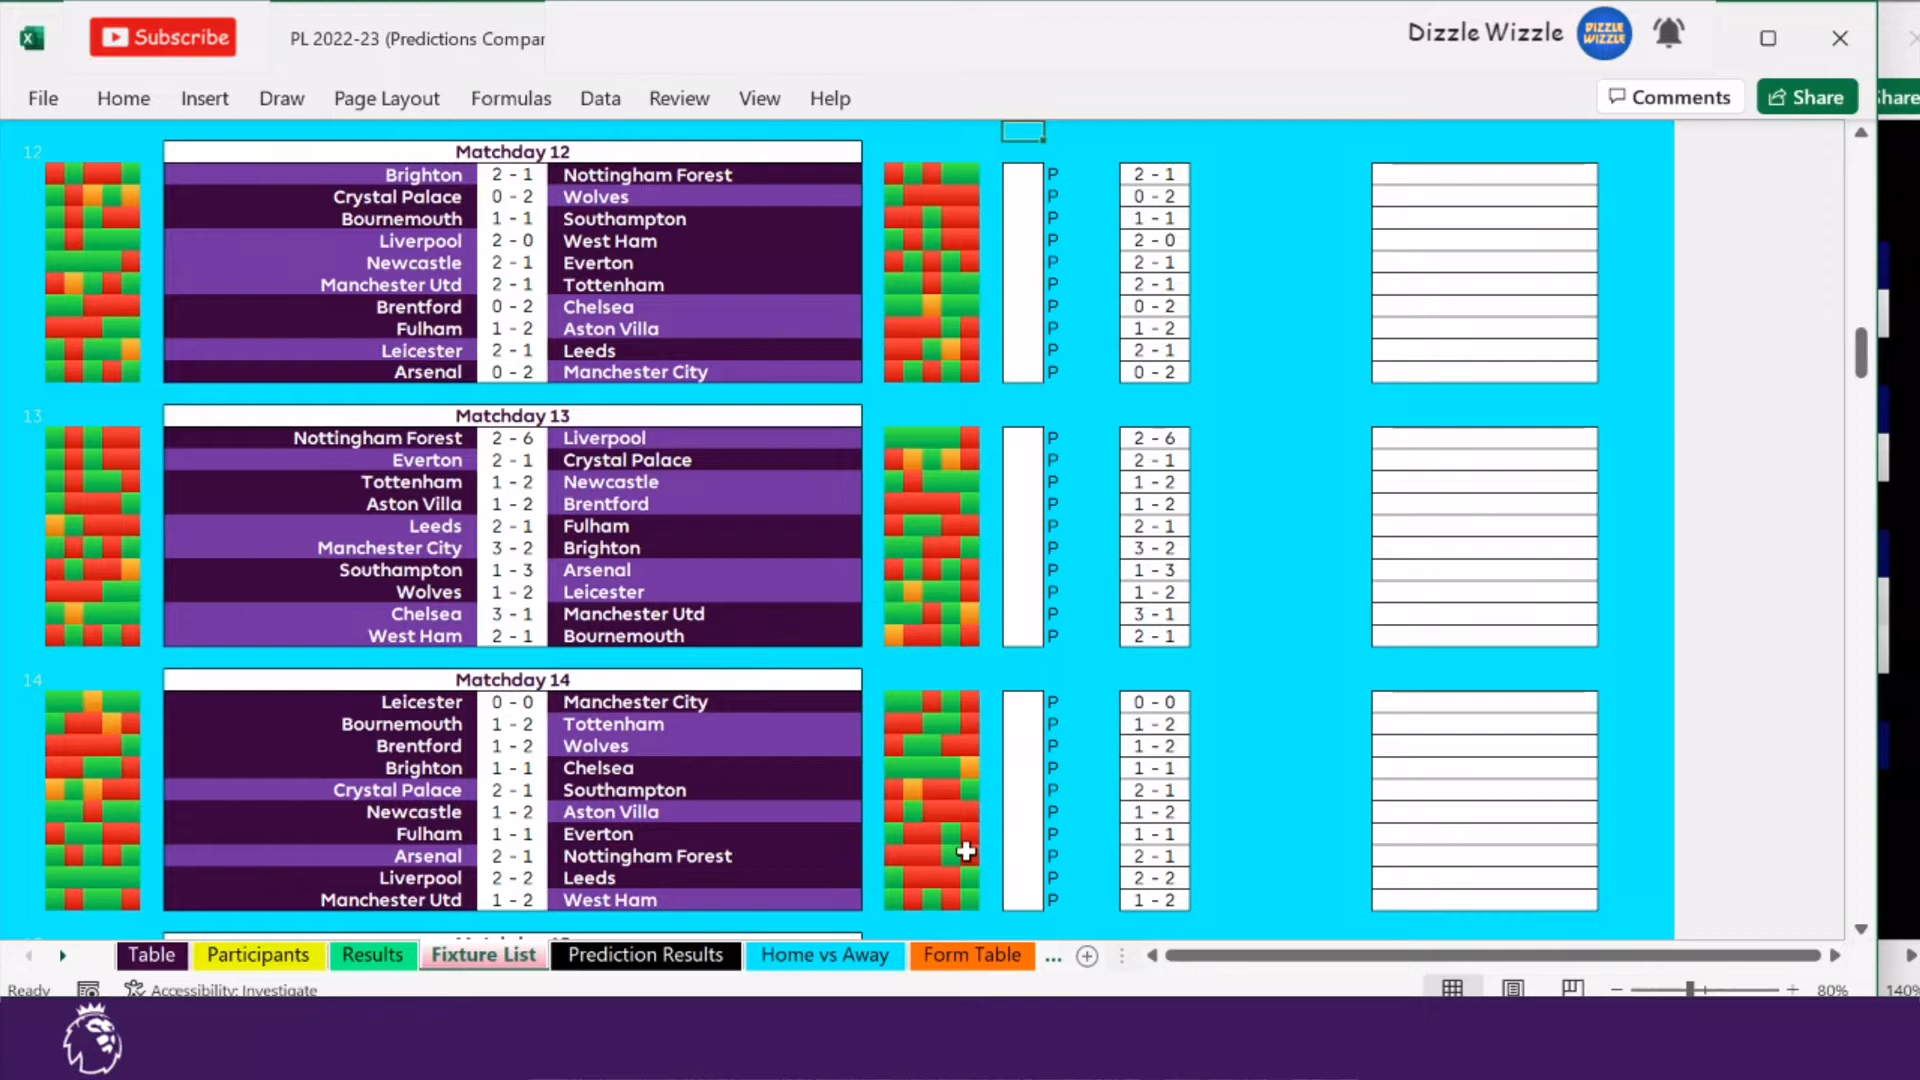 Subscribe
PL 2022-23 (Predictions Compar
Dizzle Wizzle
DIZZLE
WIZZLE
File Home Insert Draw Page Layout Formulas Data Review View Help
Comments
Share
Share
12
Matchday 12
Brighton 2 - 1 Nottingham Forest P 2 - 1
Crystal Palace 0 - 2 Wolves P 0 - 2
Bournemouth 1 - 1 Southampton P 1 - 1
Liverpool 2 - 0 West Ham P 2 - 0
Newcastle 2 - 1 Everton P 2 - 1
Manchester Utd 2 - 1 Tottenham P 2 - 1
Brentford 0 - 2 Chelsea P 0 - 2
Fulham 1 - 2 Aston Villa P 1 - 2
Leicester 2 - 1 Leeds P 2 - 1
Arsenal 0 - 2 Manchester City P 0 - 2
13
Matchday 13
Nottingham Forest 2 - 6 Liverpool P 2 - 6
Everton 2 - 1 Crystal Palace P 2 - 1
Tottenham 1 - 2 Newcastle P 1 - 2
Aston Villa 1 - 2 Brentford P 1 - 2
Leeds 2 - 1 Fulham P 2 - 1
Manchester City 3 - 2 Brighton P 3 - 2
Southampton 1 - 3 Arsenal P 1 - 3
Wolves 1 - 2 Leicester P 1 - 2
Chelsea 3 - 1 Manchester Utd P 3 - 1
West Ham 2 - 1 Bournemouth P 2 - 1
14
Matchday 14
Leicester 0 - 0 Manchester City P 0 - 0
Bournemouth 1 - 2 Tottenham P 1 - 2
Brentford 1 - 2 Wolves P 1 - 2
Brighton 1 - 1 Chelsea P 1 - 1
Crystal Palace 2 - 1 Southampton P 2 - 1
Newcastle 1 - 2 Aston Villa P 1 - 2
Fulham 1 - 1 Everton P 1 - 1
Arsenal 2 - 1 Nottingham Forest P 2 - 1
Liverpool 2 - 2 Leeds P 2 - 2
Manchester Utd 1 - 2 West Ham P 1 - 2
Table Participants Results Fixture List Prediction Results Home vs Away Form Table ...
Ready Accessibility: Investigate 80% 140%